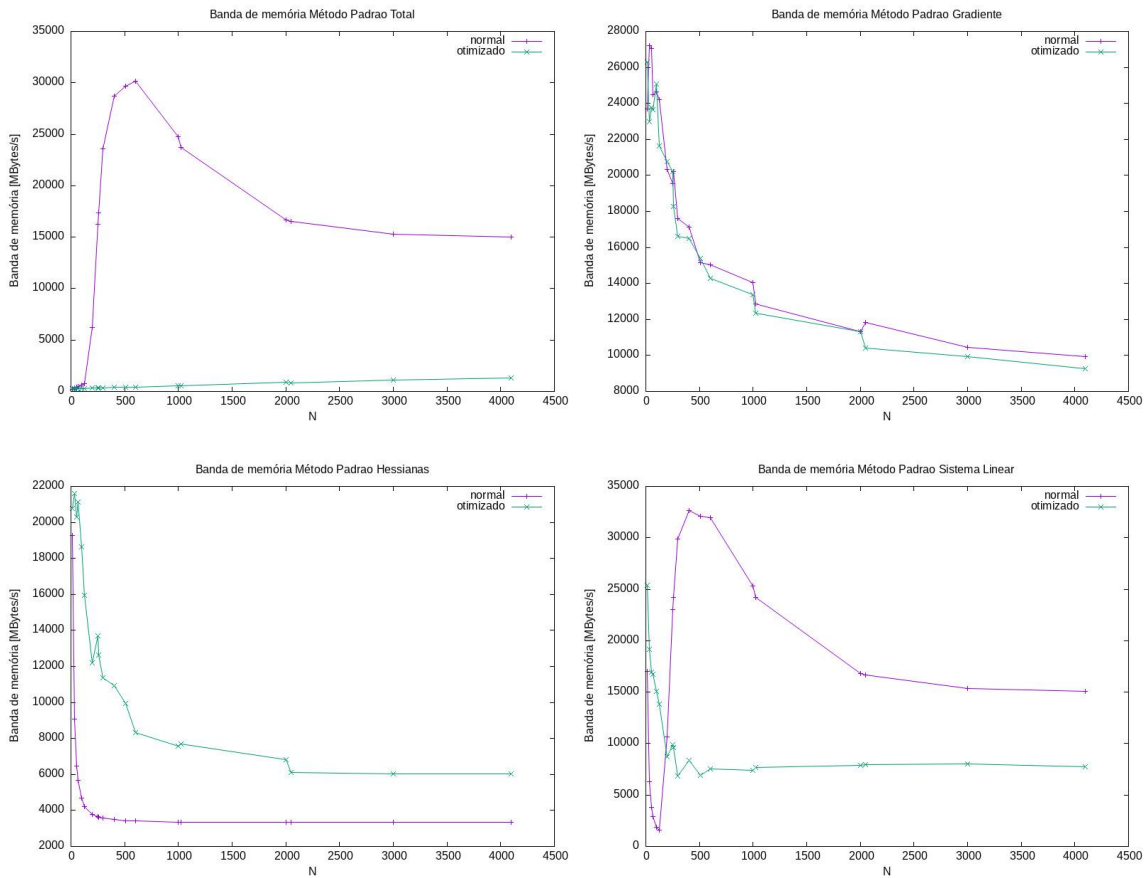 Banda de memória Método Padrao Total
35000
30000
25000
20000
15000
10000
5000
0
Banda de memória [MBytes/s]
normal
otimizado
0 500 1000 1500 2000 2500 3000 3500 4000 4500
N
Banda de memória Método Padrao Gradiente
28000
26000
24000
22000
20000
18000
16000
14000
12000
10000
8000
Banda de memória [MBytes/s]
normal
otimizado
0 500 1000 1500 2000 2500 3000 3500 4000 4500
N
Banda de memória Método Padrao Hessianas
22000
20000
18000
16000
14000
12000
10000
8000
6000
4000
2000
Banda de memória [MBytes/s]
normal
otimizado
0 500 1000 1500 2000 2500 3000 3500 4000 4500
N
Banda de memória Método Padrao Sistema Linear
35000
30000
25000
20000
15000
10000
5000
0
Banda de memória [MBytes/s]
normal
otimizado
0 500 1000 1500 2000 2500 3000 3500 4000 4500
N